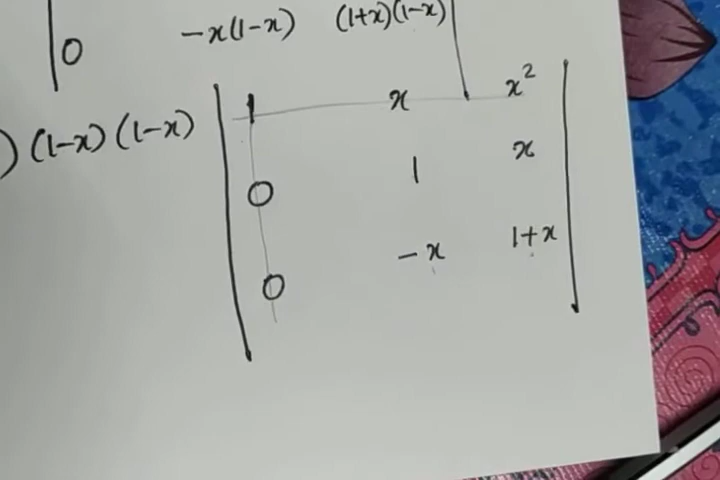 0 -x(1-x) (1+x)(1-x)
1 x x²
) (1-x) (1-x)
0 1 x
0 -x 1+x